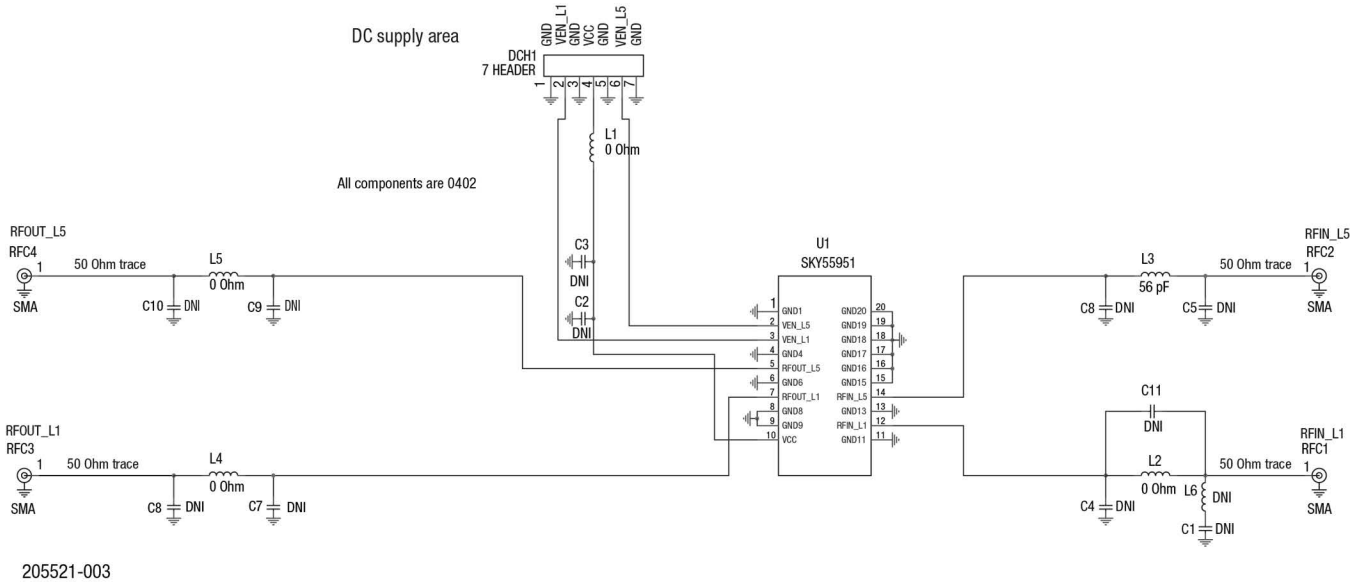 DC supply area
GND
VEN_L1
GND
VCC
GND
VEN_L5
GND
DCH1
7 HEADER
1
2
3
4
5
6
7
L1
0 Ohm
All components are 0402
RFOUT_L5
RFC4
1
50 Ohm trace
SMA
L5
0 Ohm
C10 DNI
C9 DNI
C3
DNI
C2
DNI
U1
SKY55951
1 GND1
2 VEN_L5
3 VEN_L1
4 GND4
5 RFOUT_L5
6 GND6
7 RFOUT_L1
8 GND8
9 GND9
10 VCC
GND20 20
GND19 19
GND18 18
GND17 17
GND16 16
GND15 15
RFIN_L5 14
GND13 13
RFIN_L1 12
GND11 11
RFIN_L5
RFC2
L3
50 Ohm trace
1
56 pF
C8 DNI
C5 DNI
SMA
RFOUT_L1
RFC3
1
50 Ohm trace
SMA
L4
0 Ohm
C8 DNI
C7 DNI
C11
DNI
RFIN_L1
RFC1
L2
50 Ohm trace
1
0 Ohm
L6 DNI
C4 DNI
SMA
C1 DNI
205521-003